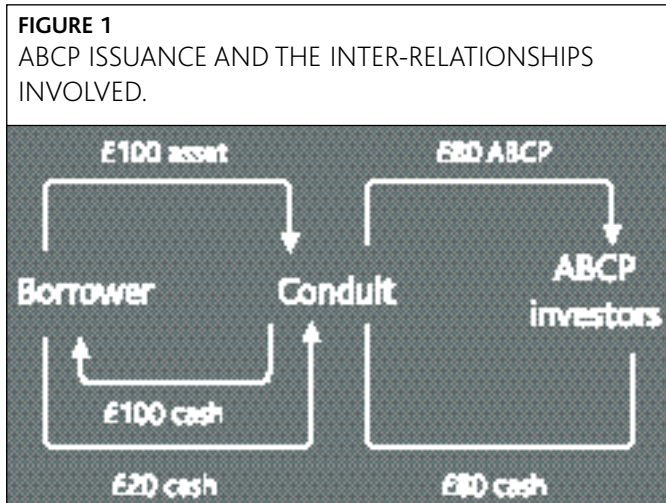 FIGURE 1
ABCP ISSUANCE AND THE INTER-RELATIONSHIPS
INVOLVED.
£100 asset
£80 ABCP
Borrower
Conduit
ABCP
investors
£100 cash
£20 cash
£80 cash